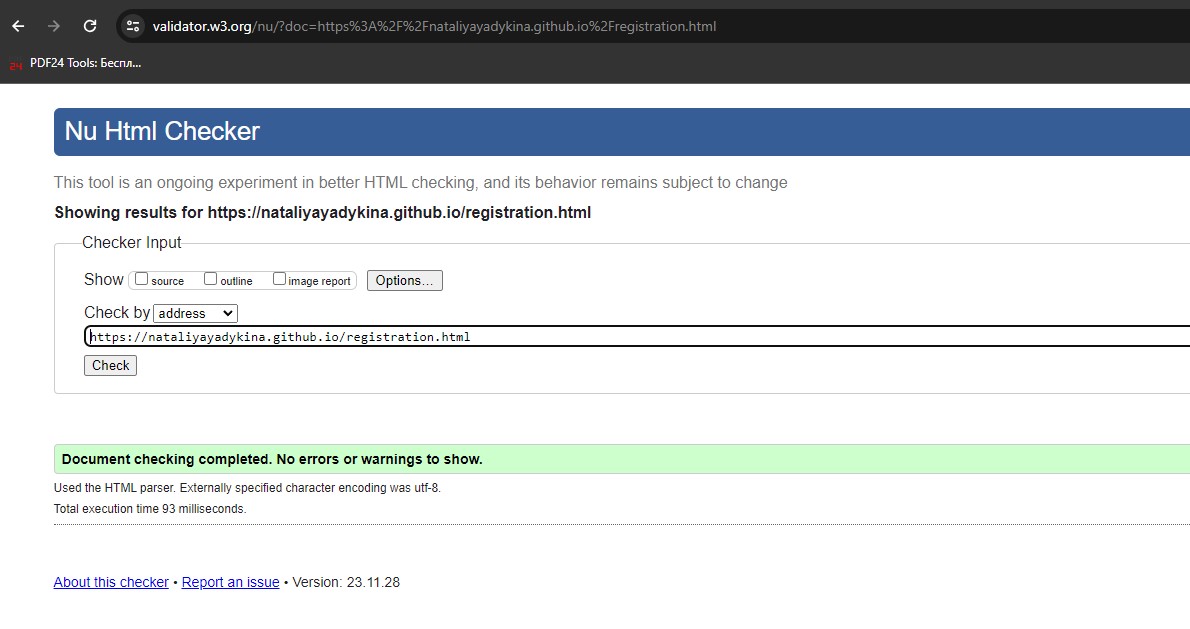 validator.w3.org/nu/?doc=https%3A%2F%2Fnataliyayadykina.github.io%2Fregistration.html
24 PDF24 Tools: Беспл...
Nu Html Checker
This tool is an ongoing experiment in better HTML checking, and its behavior remains subject to change
Showing results for https://nataliyayadykina.github.io/registration.html
Checker Input
Show source outline image report Options...
Check by address
https://nataliyayadykina.github.io/registration.html
Check
Document checking completed. No errors or warnings to show.
Used the HTML parser. Externally specified character encoding was utf-8.
Total execution time 93 milliseconds.
About this checker • Report an issue • Version: 23.11.28